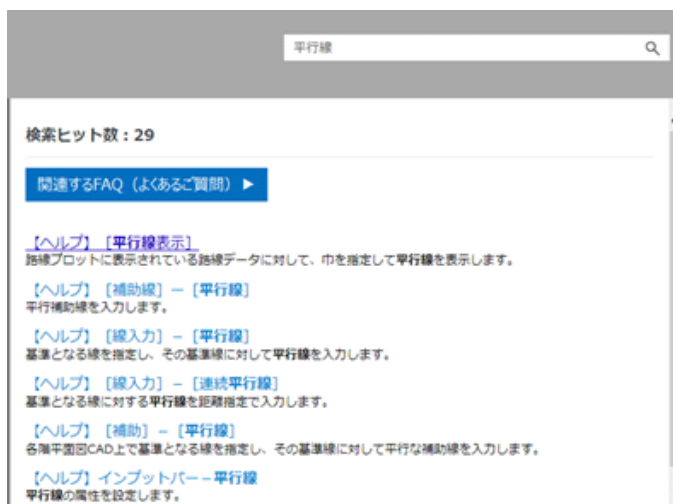 平行線
検索ヒット数：29
関連するFAQ（よくあるご質問） ▶
【ヘルプ】［平行線表示］
路線プロットに表示されている路線データに対して、巾を指定して平行線を表示します。
【ヘルプ】［補助線］－［平行線］
平行補助線を入力します。
【ヘルプ】［線入力］－［平行線］
基準となる線を指定し、その基準線に対して平行線を入力します。
【ヘルプ】［線入力］－［連続平行線］
基準となる線に対する平行線を距離指定で入力します。
【ヘルプ】［補助］－［平行線］
各階平面図CAD上で基準となる線を指定し、その基準線に対して平行な補助線を入力します。
【ヘルプ】インプットバー－平行線
平行線の属性を設定します。